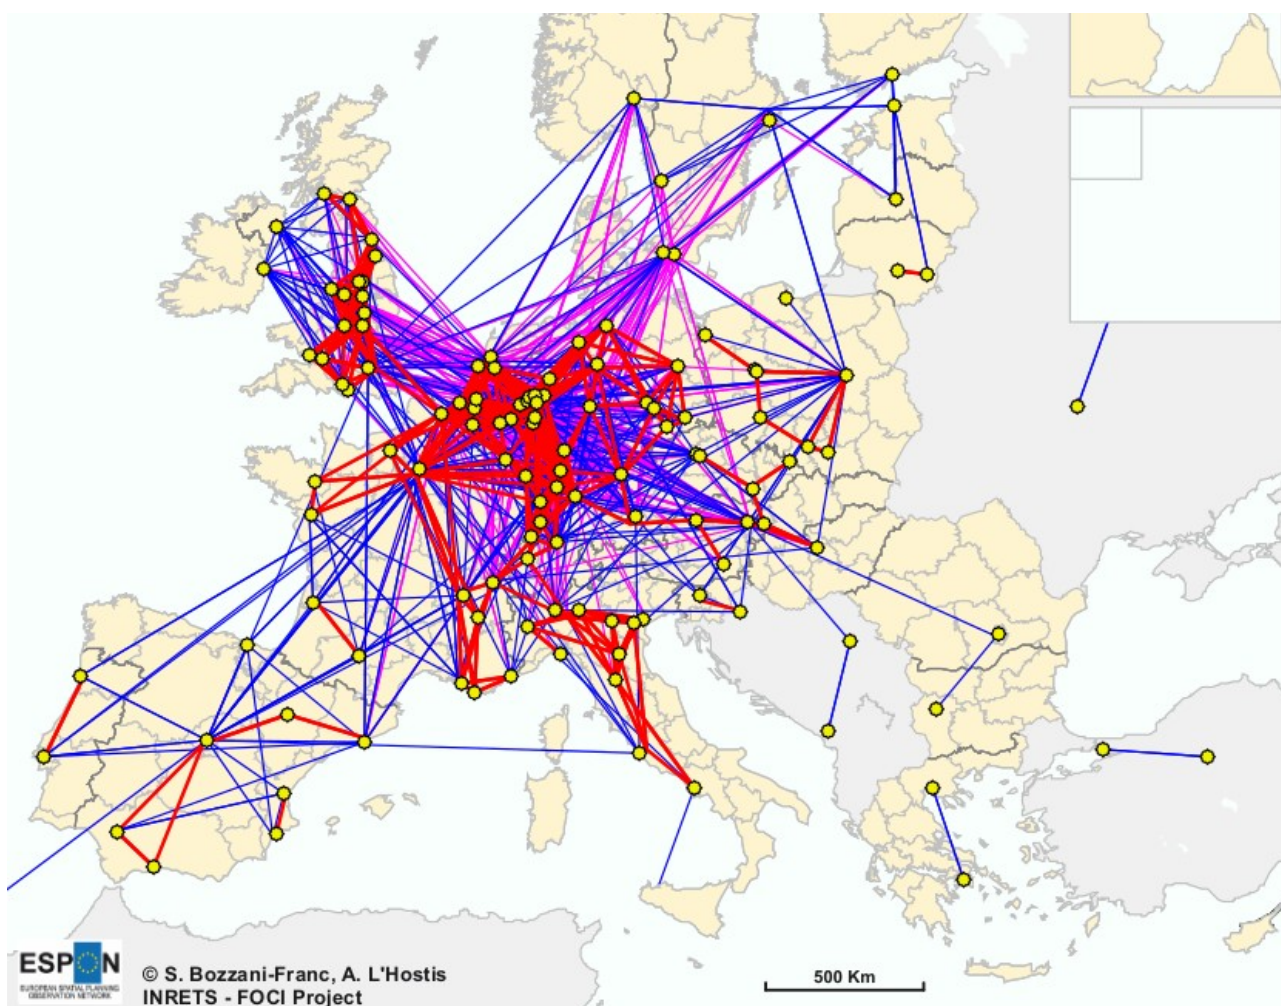 ESPON
EUROPEAN SPATIAL PLANNING
OBSERVATION NETWORK
© S. Bozzani-Franc, A. L'Hostis
INRETS - FOCI Project
500 Km